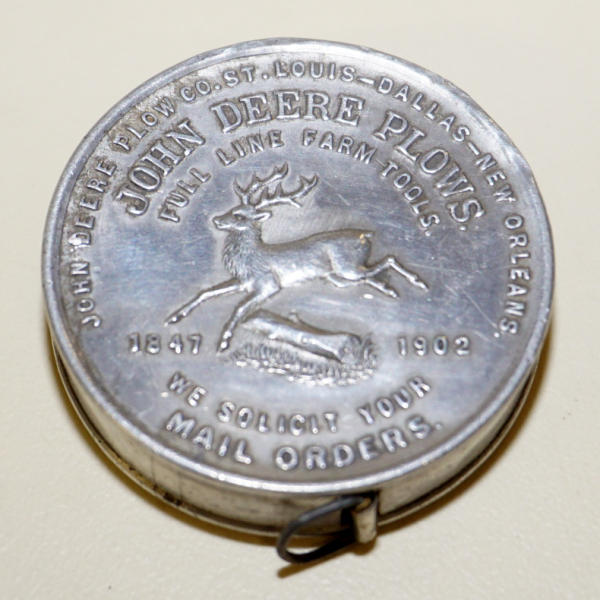 JOHN DEERE PLOW CO. ST. LOUIS-DALLAS-NEW ORLEANS
JOHN DEERE PLOWS.
FULL LINE FARM TOOLS.
1847 1902
WE SOLICIT YOUR
MAIL ORDERS.